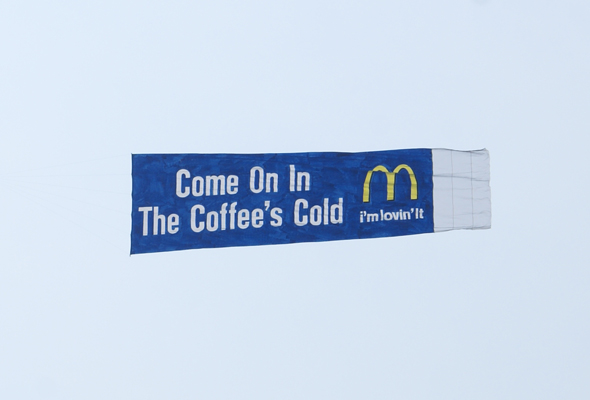 Come On In
The Coffee's Cold
i'm lovin' it